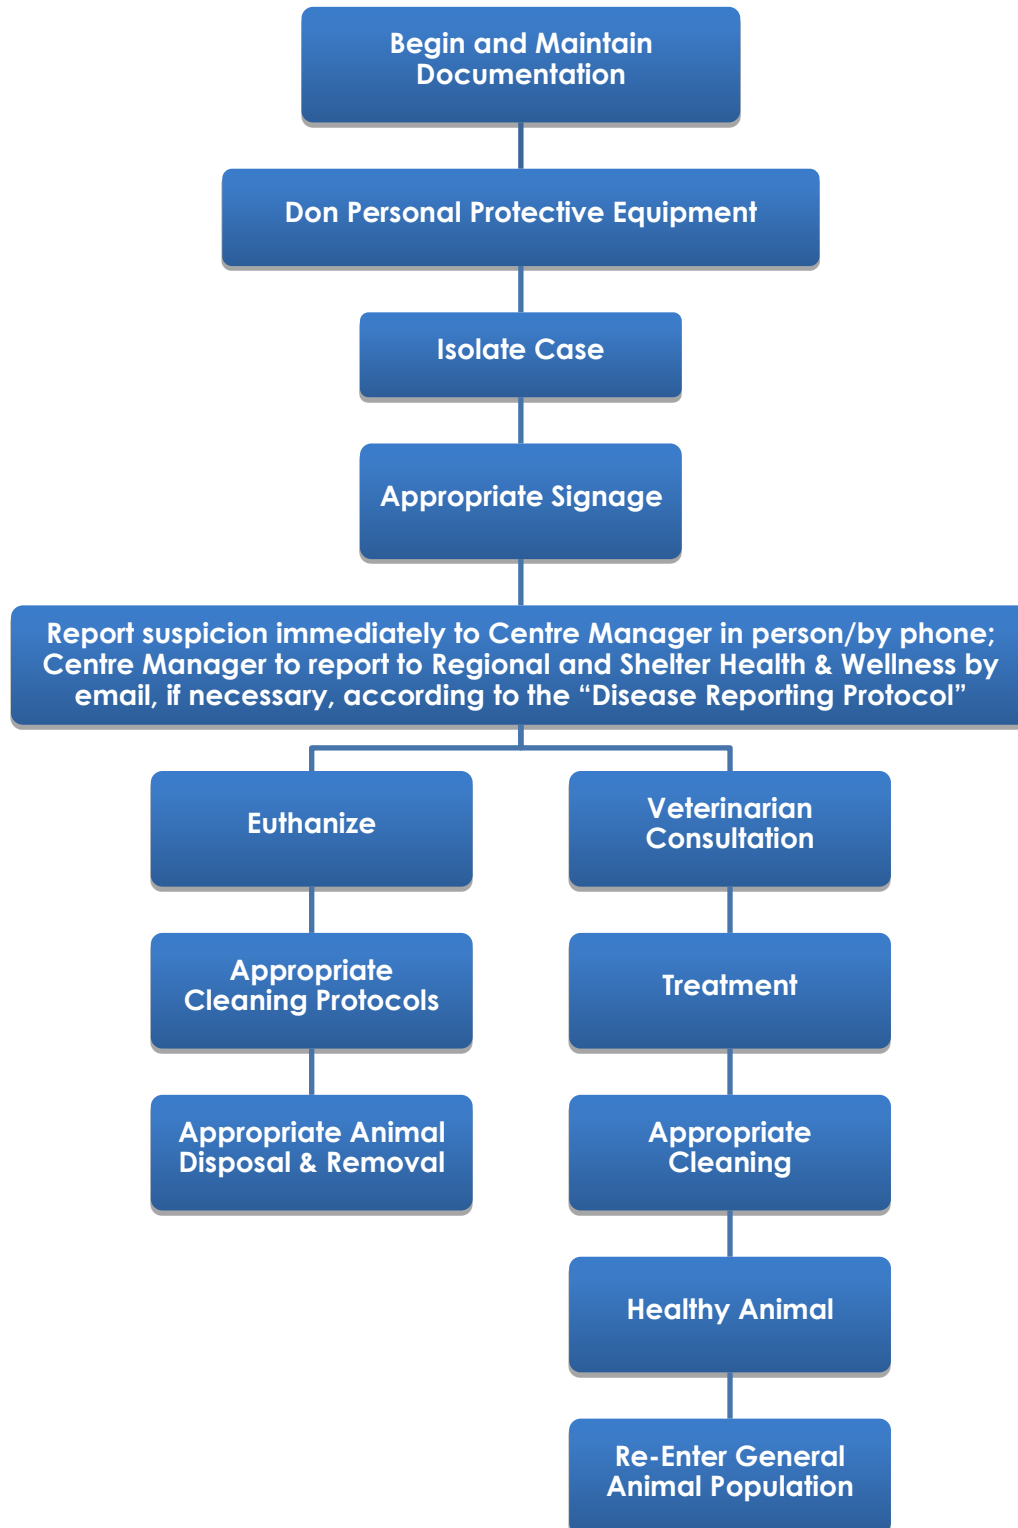 Begin and Maintain
Documentation
Don Personal Protective Equipment
Isolate Case
Appropriate Signage
Report suspicion immediately to Centre Manager in person/by phone;
Centre Manager to report to Regional and Shelter Health & Wellness by
email, if necessary, according to the “Disease Reporting Protocol”
Euthanize
Appropriate
Cleaning Protocols
Appropriate Animal
Disposal & Removal
Veterinarian
Consultation
Treatment
Appropriate
Cleaning
Healthy Animal
Re-Enter General
Animal Population